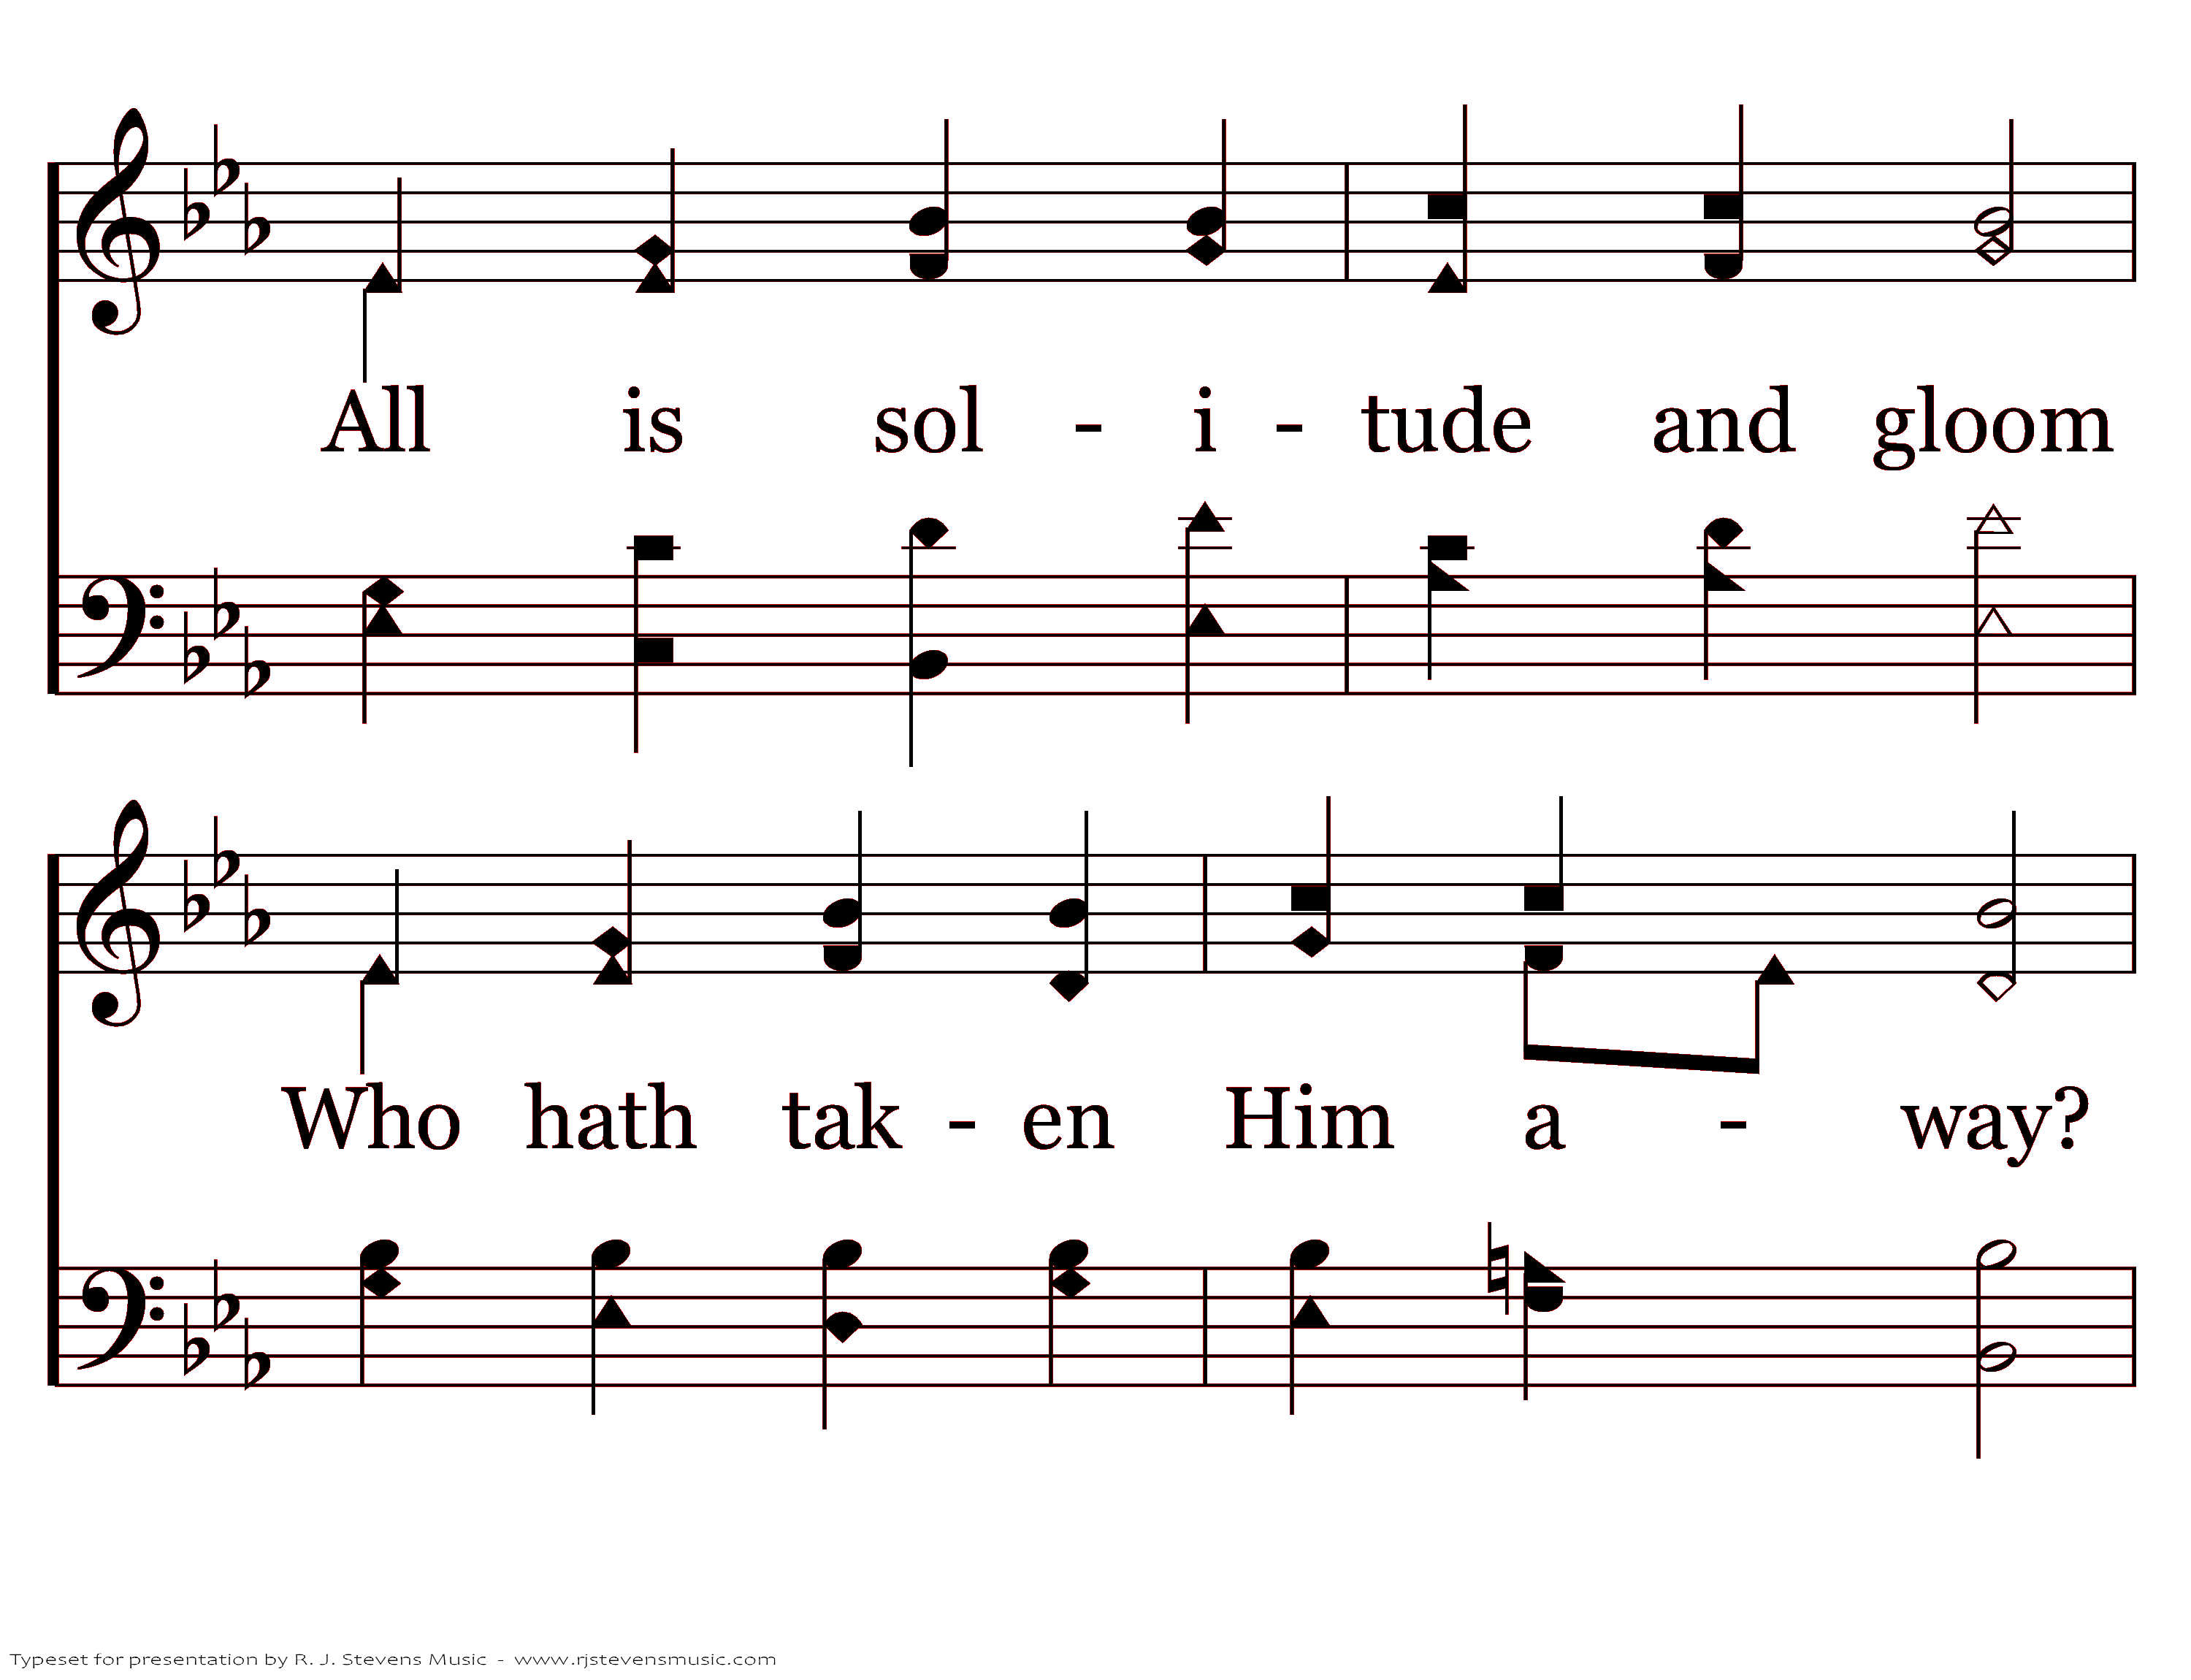 All is sol - i - tude and gloom
Who hath tak - en Him a - way?
Typeset for presentation by R. J. Stevens Music - www.rjstevensmusic.com